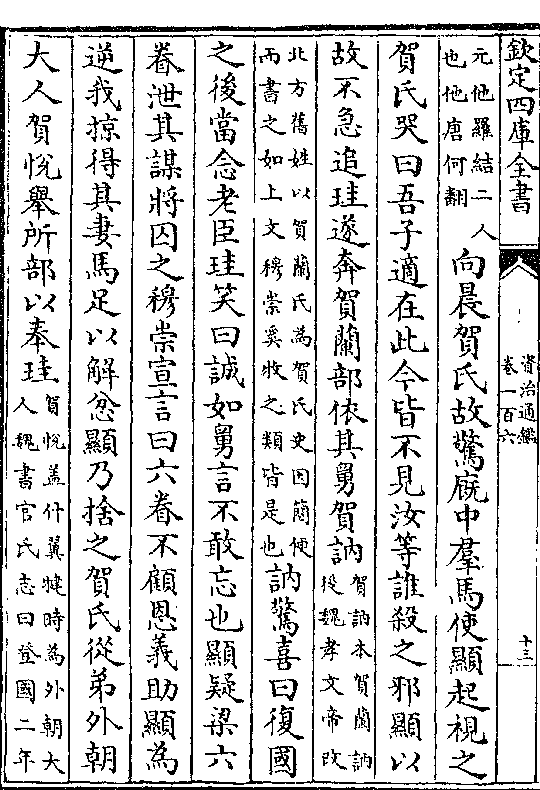 欽定四庫全書
資治通鑑
卷一百六
十三
元他羅結二人
也他唐何翻
向晨賀氏故驚廐中羣馬使顯起視之
賀氏哭曰吾子適在此今皆不見汝等誰殺之邪顯以
故不急追珪遂奔賀蘭部依其舅賀訥
賀訥本賀蘭訥
後魏孝文帝改
北方舊姓以賀蘭氏為賀氏史因簡便
而書之如上文穆崇奚牧之類皆是也
訥驚喜曰復國
之後當念老臣珪笑曰誠如舅言不敢忘也顯疑梁六
眷泄其謀將囚之穆崇宣言曰六眷不顧恩義助顯為
逆我掠得其妻馬足以解忿顯乃捨之賀氏從弟外朝
大人賀悅舉所部以奉珪
賀悅盖什翼犍時為外朝大
人魏書官氏志曰登國二年